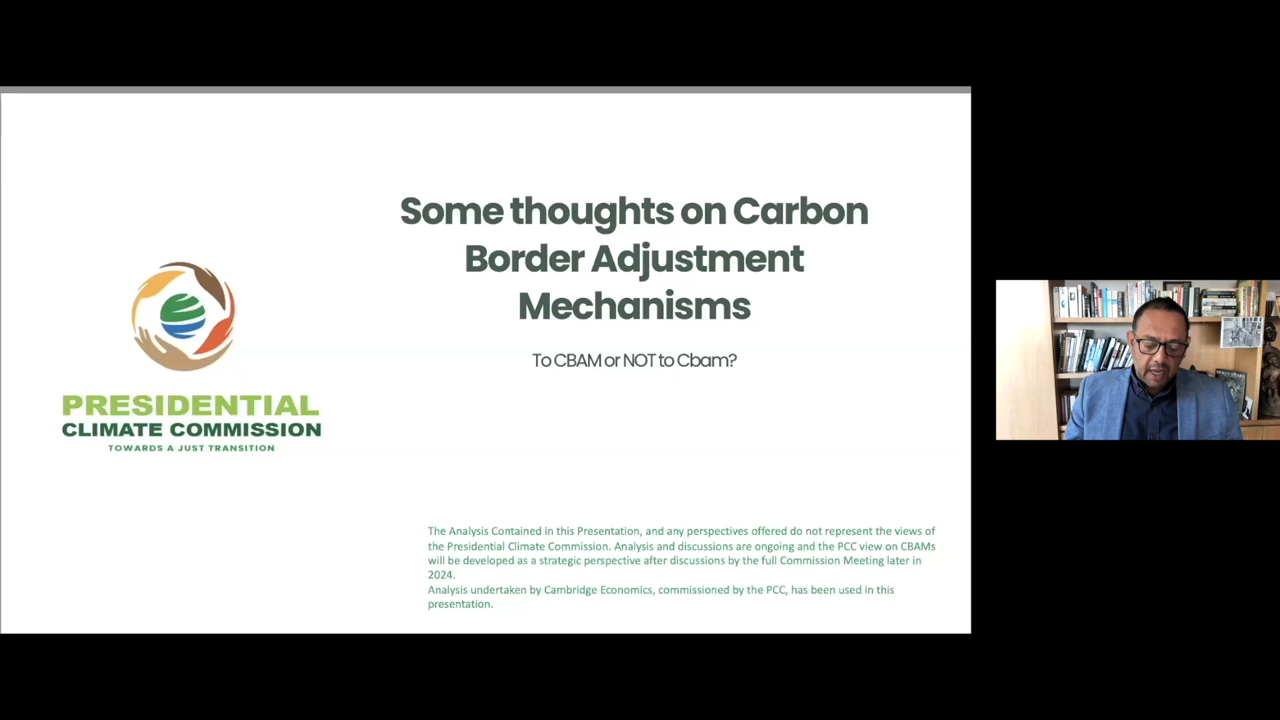 Some thoughts on Carbon
Border Adjustment
Mechanisms
To CBAM or NOT to Cbam?
PRESIDENTIAL
CLIMATE COMMISSION
TOWARDS A JUST TRANSITION
The Analysis Contained in this Presentation, and any perspectives offered do not represent the views of
the Presidential Climate Commission. Analysis and discussions are ongoing and the PCC view on CBAMs
will be developed as a strategic perspective after discussions by the full Commission Meeting later in
2024.
Analysis undertaken by Cambridge Economics, commissioned by the PCC, has been used in this
presentation.